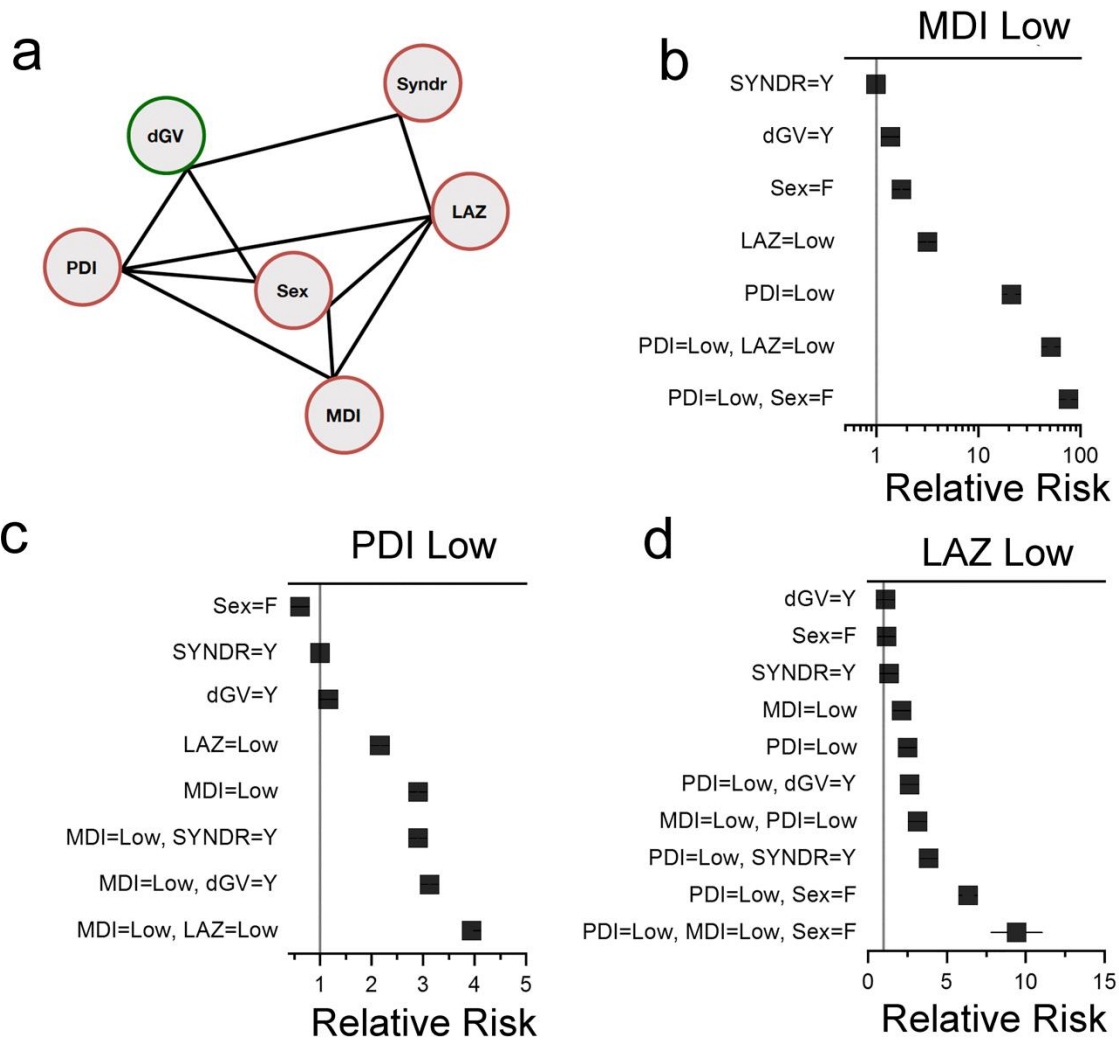 a
Syndr
dGV
LAZ
PDI
Sex
MDI
b
MDI Low
SYNDR=Y
dGV=Y
Sex=F
LAZ=Low
PDI=Low
PDI=Low, LAZ=Low
PDI=Low, Sex=F
1 10 100
Relative Risk
c
PDI Low
Sex=F
SYNDR=Y
dGV=Y
LAZ=Low
MDI=Low
MDI=Low, SYNDR=Y
MDI=Low, dGV=Y
MDI=Low, LAZ=Low
1 2 3 4 5
Relative Risk
d
LAZ Low
dGV=Y
Sex=F
SYNDR=Y
MDI=Low
PDI=Low
PDI=Low, dGV=Y
MDI=Low, PDI=Low
PDI=Low, SYNDR=Y
PDI=Low, Sex=F
PDI=Low, MDI=Low, Sex=F
0 5 10 15
Relative Risk